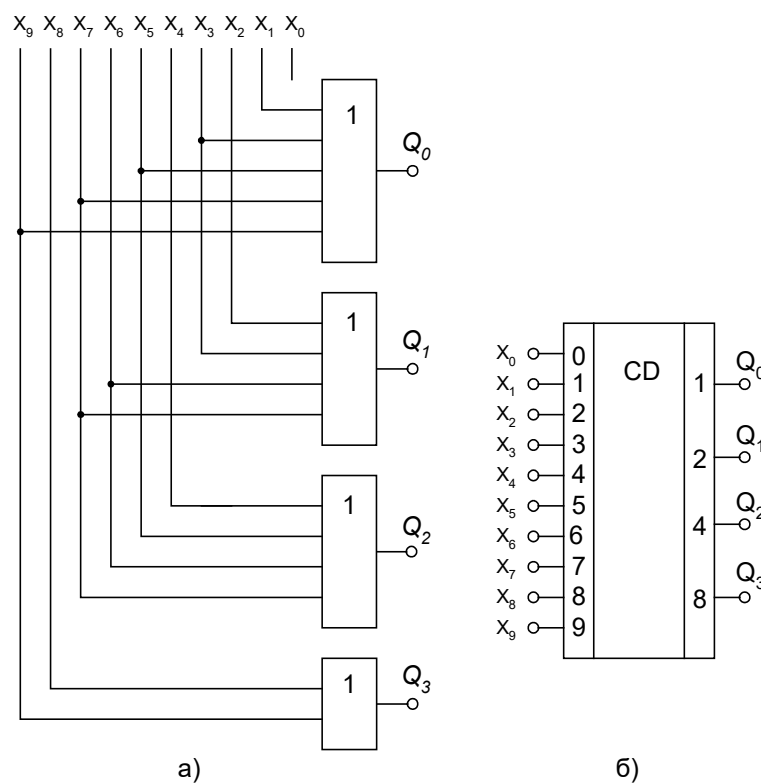 X₉ X₈ X₇ X₆ X₅ X₄ X₃ X₂ X₁ X₀
1
Q₀
1
Q₁
1
Q₂
1
Q₃
а)
CD
X₀ 0
X₁ 1
X₂ 2
X₃ 3
X₄ 4
X₅ 5
X₆ 6
X₇ 7
X₈ 8
X₉ 9
1 Q₀
2 Q₁
4 Q₂
8 Q₃
б)